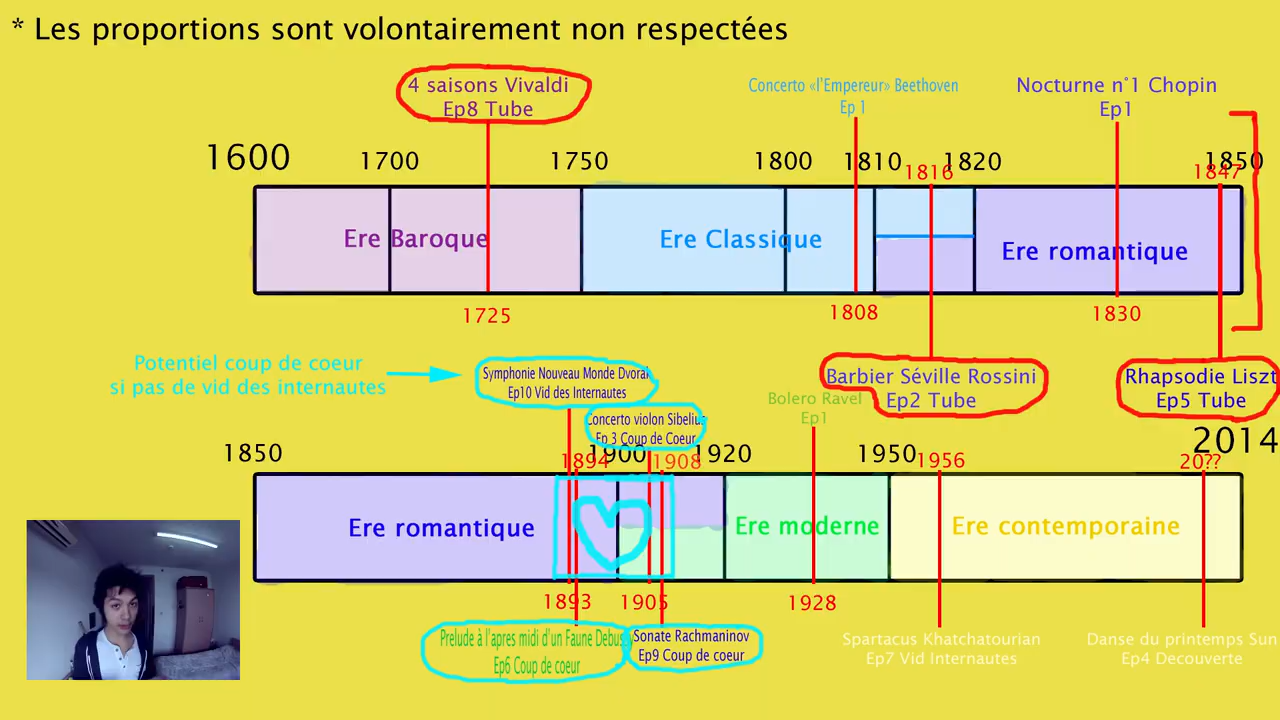 * Les proportions sont volontairement non respectées
4 saisons Vivaldi
Ep8 Tube
Concerto «l'Empereur» Beethoven
Ep 1
Nocturne n°1 Chopin
Ep1
1600
1700
1750
1800
1810
1816
1820
1847
1850
Ere Baroque
Ere Classique
Ere romantique
1725
1808
1830
Potentiel coup de coeur
si pas de vid des internautes
Symphonie Nouveau Monde Dvorak
Ep10 Vid des Internautes
Barbier Séville Rossini
Ep2 Tube
Rhapsodie Liszt
Ep5 Tube
Concerto violon Sibelius
Ep 3 Coup de Coeur
Bolero Ravel
Ep1
1850
1894
1900
1908
1920
1950
1956
20??
2014
Ere romantique
Ere moderne
Ere contemporaine
1893
1905
1928
Prelude à l'apres midi d'un Faune Debus
Ep6 Coup de coeur
Sonate Rachmaninov
Ep9 Coup de coeur
Spartacus Khatchatourian
Ep7 Vid Internautes
Danse du printemps Sun
Ep4 Decouverte